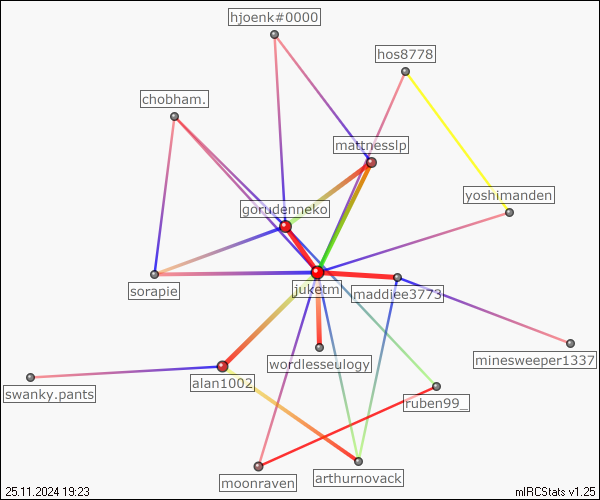 hjoenk#0000
hos8778
chobham.
mattnesslp
yoshimanden
gorudenneko
sorapie
juketm
maddiee3773
wordlesseulogy
minesweeper1337
alan1002
swanky.pants
ruben99_
moonraven
arthurnovack
25.11.2024 19:23
mIRCStats v1.25